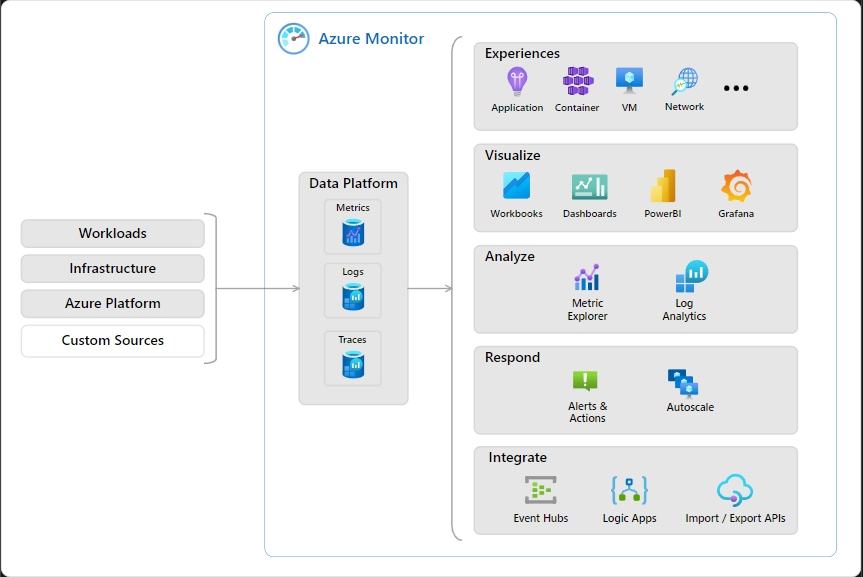 Azure Monitor
Workloads
Infrastructure
Azure Platform
Custom Sources
Data Platform
Metrics
Logs
Traces
Experiences
Application
Container
VM
Network
Visualize
Workbooks
Dashboards
PowerBI
Grafana
Analyze
Metric
Explorer
Log
Analytics
Respond
Alerts &
Actions
Autoscale
Integrate
Event Hubs
Logic Apps
Import / Export APIs